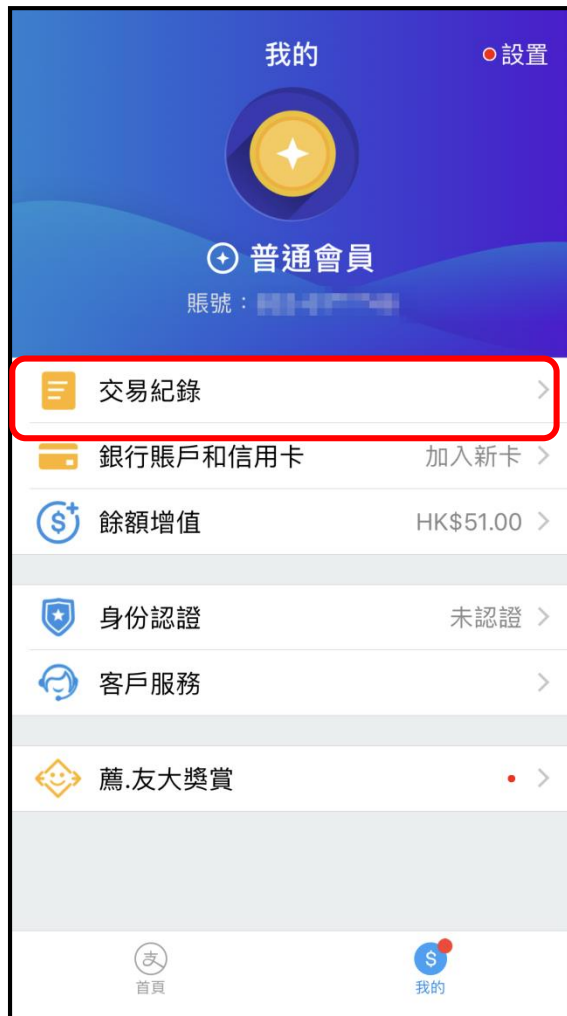 我的
設置
普通會員
賬號：
交易紀錄
銀行賬戶和信用卡 加入新卡
餘額增值 HK$51.00
身份認證 未認證
客戶服務
薦.友大獎賞
支
首頁
我的